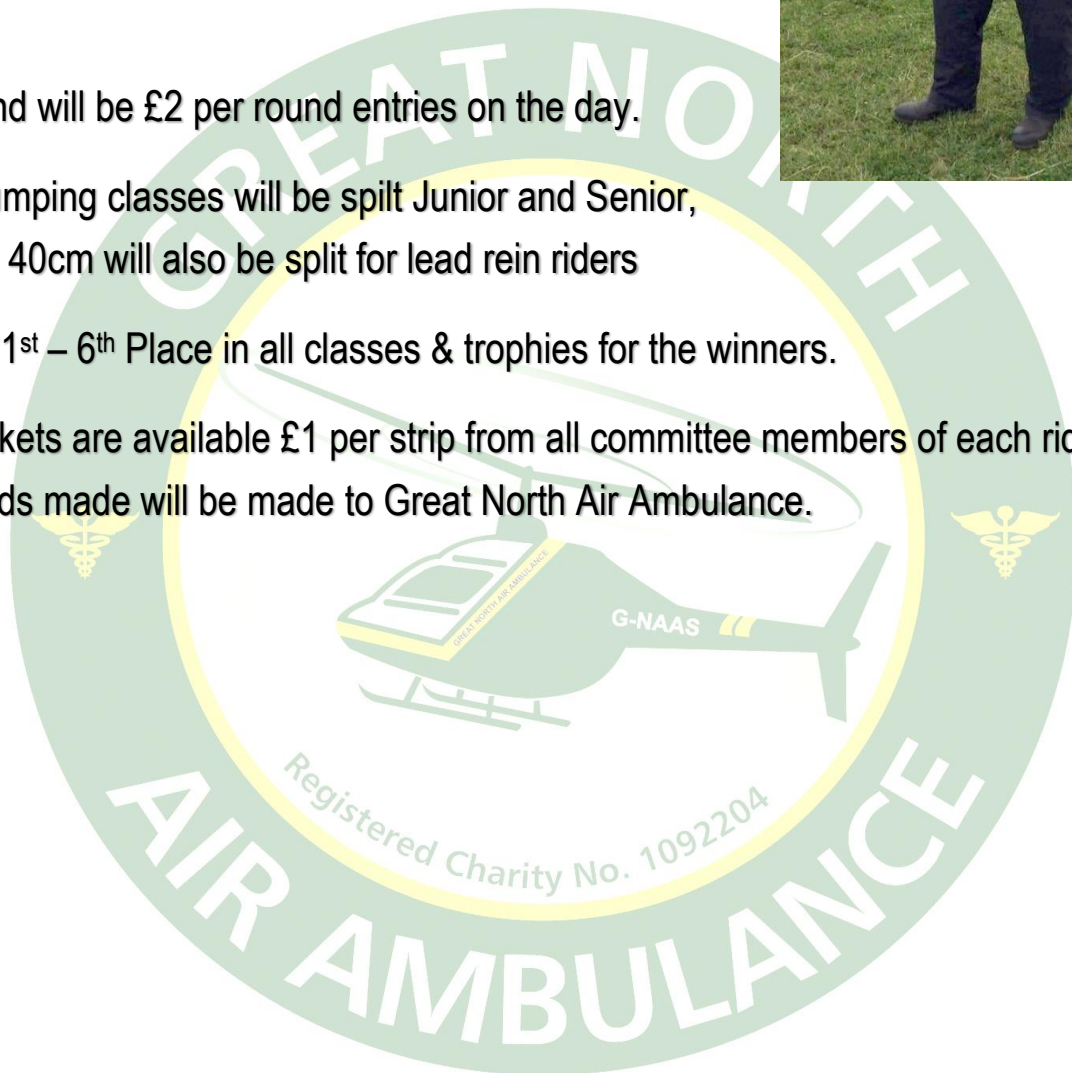 nd will be £2 per round entries on the day.
umping classes will be spilt Junior and Senior,
40cm will also be split for lead rein riders
1st – 6th Place in all classes & trophies for the winners.
kets are available £1 per strip from all committee members of each ric
ds made will be made to Great North Air Ambulance.
GREAT NORTH
GREAT NORTH AIR AMBULANCE
G-NAAS
Registered Charity No. 1092204
AIR AMBULANCE